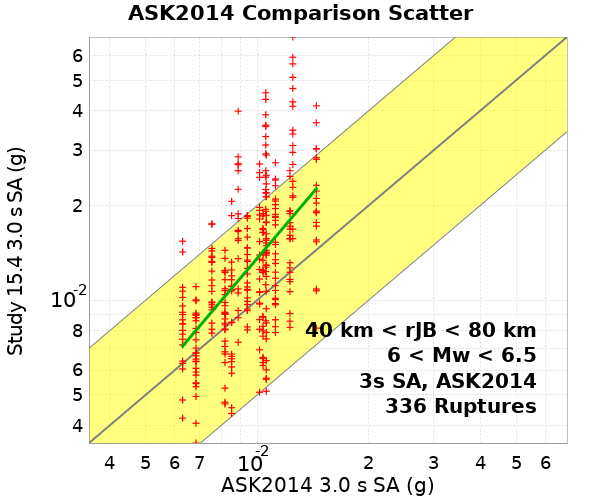 ASK2014 Comparison Scatter
Study 15.4 3.0 s SA (g)
6
5
4
3
2
10-2
8
6
5
4
40 km < rJB < 80 km
6 < Mw < 6.5
3s SA, ASK2014
336 Ruptures
4 5 6 7 10-2 2 3 4 5 6
ASK2014 3.0 s SA (g)